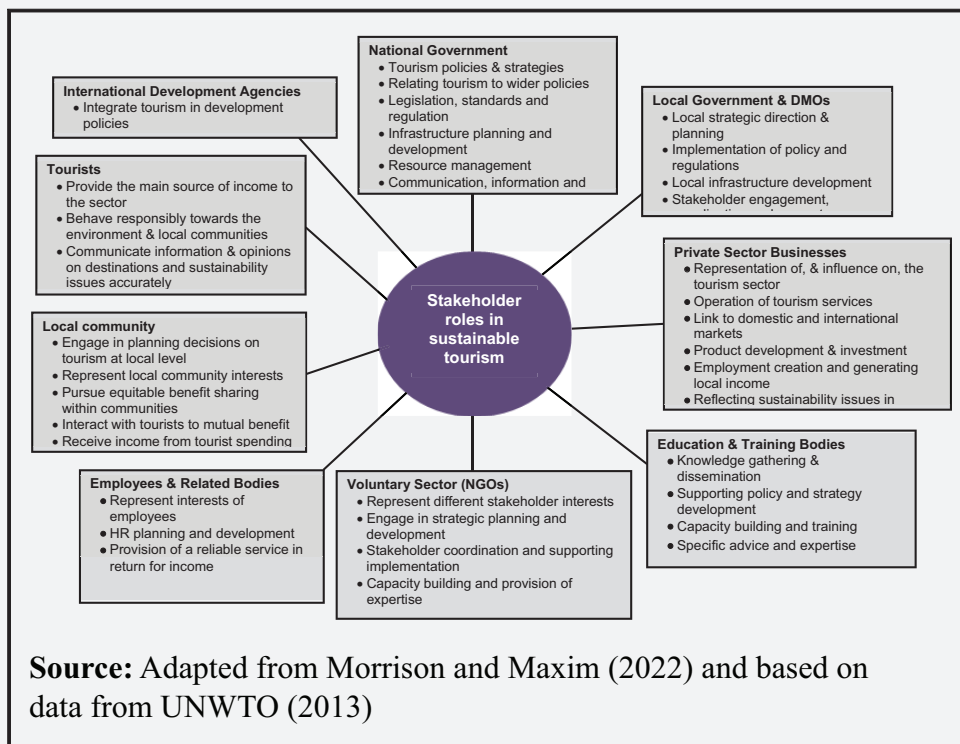 National Government
• Tourism policies & strategies
• Relating tourism to wider policies
• Legislation, standards and
regulation
• Infrastructure planning and
development
• Resource management
• Communication, information and
International Development Agencies
• Integrate tourism in development
policies
Local Government & DMOs
• Local strategic direction &
planning
• Implementation of policy and
regulations
• Local infrastructure development
• Stakeholder engagement,
Tourists
• Provide the main source of income to
the sector
• Behave responsibly towards the
environment & local communities
• Communicate information & opinions
on destinations and sustainability
issues accurately
Private Sector Businesses
• Representation of, & influence on, the
tourism sector
• Operation of tourism services
• Link to domestic and international
markets
• Product development & investment
• Employment creation and generating
local income
• Reflecting sustainability issues in
Stakeholder
roles in
sustainable
tourism
Local community
• Engage in planning decisions on
tourism at local level
• Represent local community interests
• Pursue equitable benefit sharing
within communities
• Interact with tourists to mutual benefit
• Receive income from tourist spending
Education & Training Bodies
• Knowledge gathering &
dissemination
• Supporting policy and strategy
development
• Capacity building and training
• Specific advice and expertise
Employees & Related Bodies
• Represent interests of
employees
• HR planning and development
• Provision of a reliable service in
return for income
Voluntary Sector (NGOs)
• Represent different stakeholder interests
• Engage in strategic planning and
development
• Stakeholder coordination and supporting
implementation
• Capacity building and provision of
expertise
Source: Adapted from Morrison and Maxim (2022) and based on
data from UNWTO (2013)